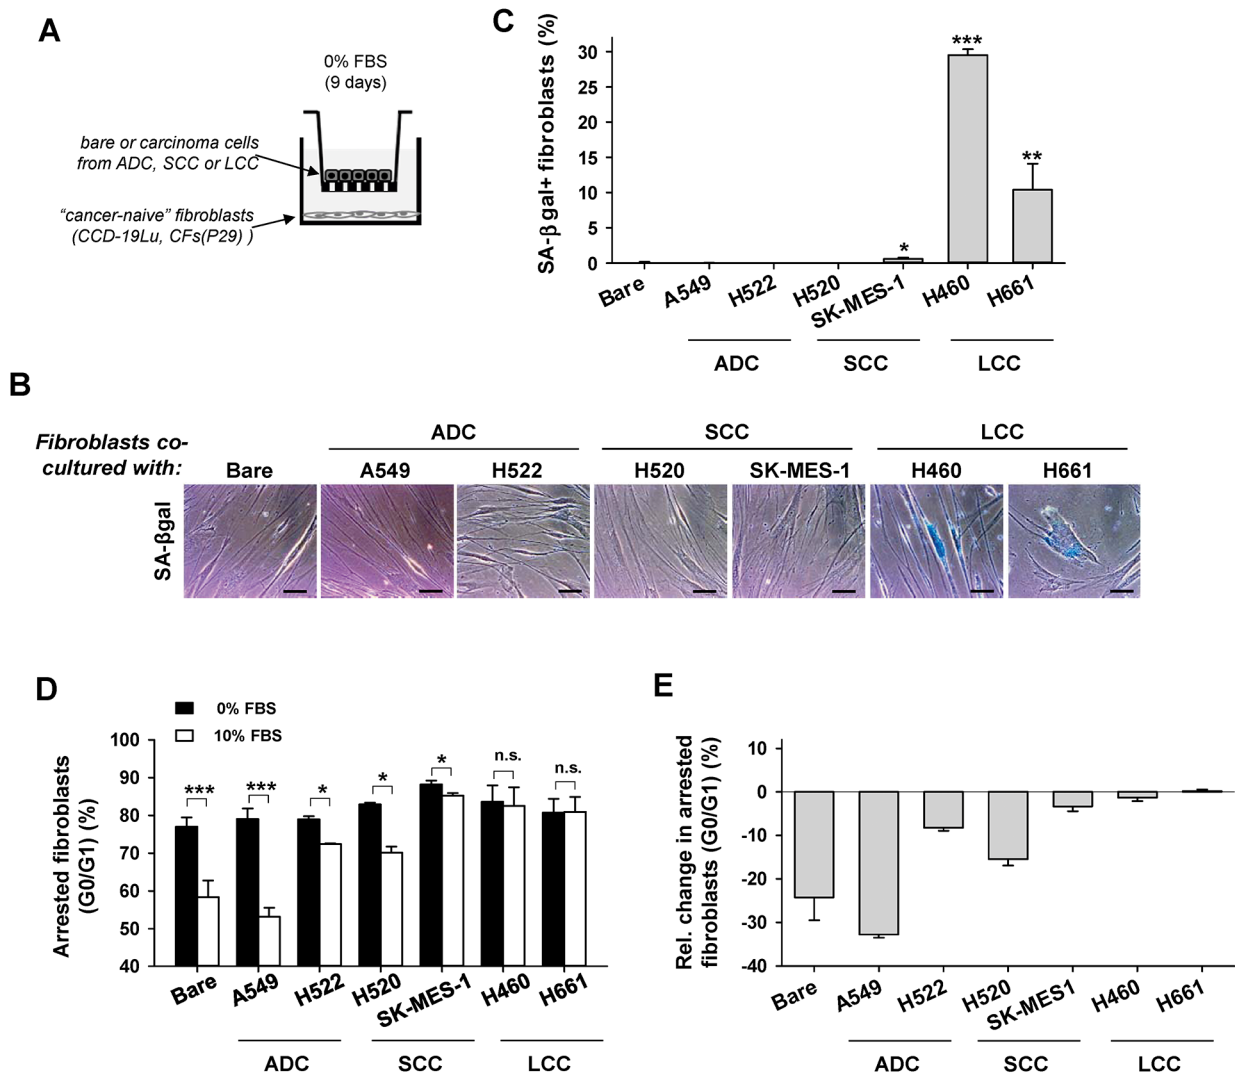 A
0% FBS
(9 days)
bare or carcinoma cells
from ADC, SCC or LCC
“cancer-naive” fibroblasts
(CCD-19Lu, CFs(P29) )
C
SA-β gal+ fibroblasts (%)
30
25
20
15
10
5
0
***
**
*
Bare
A549
H522
H520
SK-MES-1
H460
H661
ADC
SCC
LCC
B
Fibroblasts co-
cultured with:
ADC
SCC
LCC
Bare
A549
H522
H520
SK-MES-1
H460
H661
SA-βgal
D
0% FBS
10% FBS
Arrested fibroblasts
(G0/G1) (%)
100
90
80
70
60
50
40
***
***
*
*
*
n.s.
n.s.
Bare
A549
H522
H520
SK-MES-1
H460
H661
ADC
SCC
LCC
E
Rel. change in arrested
fibroblasts (G0/G1) (%)
10
0
-10
-20
-30
-40
Bare
A549
H522
H520
SK-MES1
H460
H661
ADC
SCC
LCC